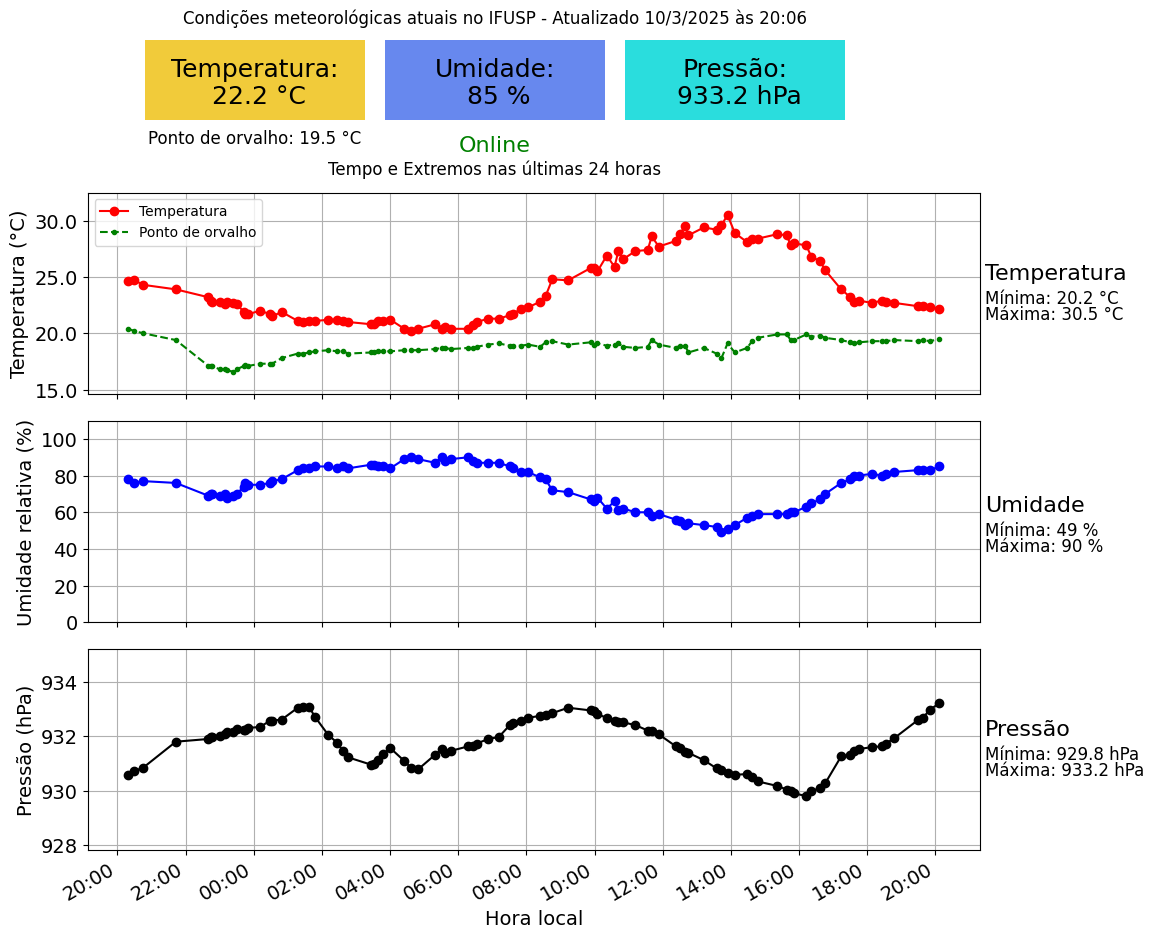 Condições meteorológicas atuais no IFUSP - Atualizado 10/3/2025 às 20:06
Temperatura:
22.2 °C
Umidade:
85 %
Pressão:
933.2 hPa
Ponto de orvalho: 19.5 °C
Online
Tempo e Extremos nas últimas 24 horas
Temperatura (°C)
30.0
25.0
20.0
15.0
Temperatura
Ponto de orvalho
Temperatura
Mínima: 20.2 °C
Máxima: 30.5 °C
Umidade relativa (%)
100
80
60
40
20
0
Umidade
Mínima: 49 %
Máxima: 90 %
Pressão (hPa)
934
932
930
928
Pressão
Mínima: 929.8 hPa
Máxima: 933.2 hPa
20:00
22:00
00:00
02:00
04:00
06:00
08:00
10:00
12:00
14:00
16:00
18:00
20:00
Hora local